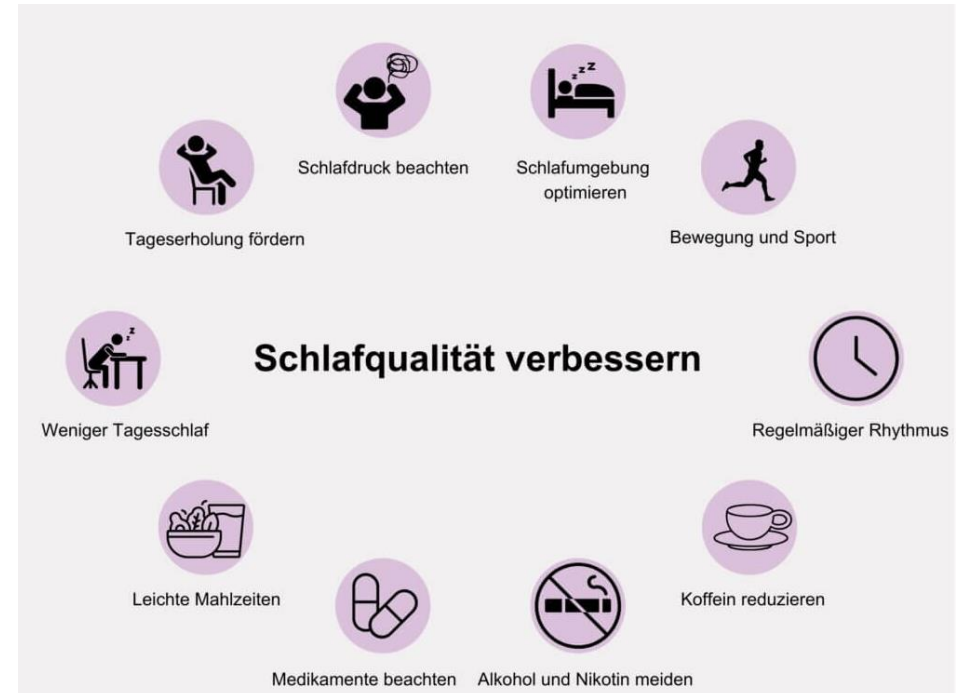 Schlafdruck beachten
Schlafumgebung
optimieren
Tageserholung fördern
Bewegung und Sport
Schlafqualität verbessern
Weniger Tagesschlaf
Regelmäßiger Rhythmus
Leichte Mahlzeiten
Koffein reduzieren
Medikamente beachten
Alkohol und Nikotin meiden